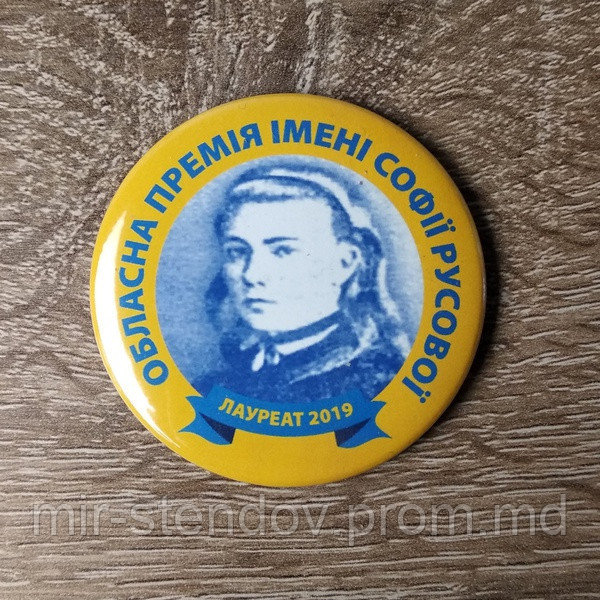 ОБЛАСНА ПРЕМІЯ ІМЕНІ СОФІЇ РУСОВОЇ
ЛАУРЕАТ 2019
mir-stendov.prom.md